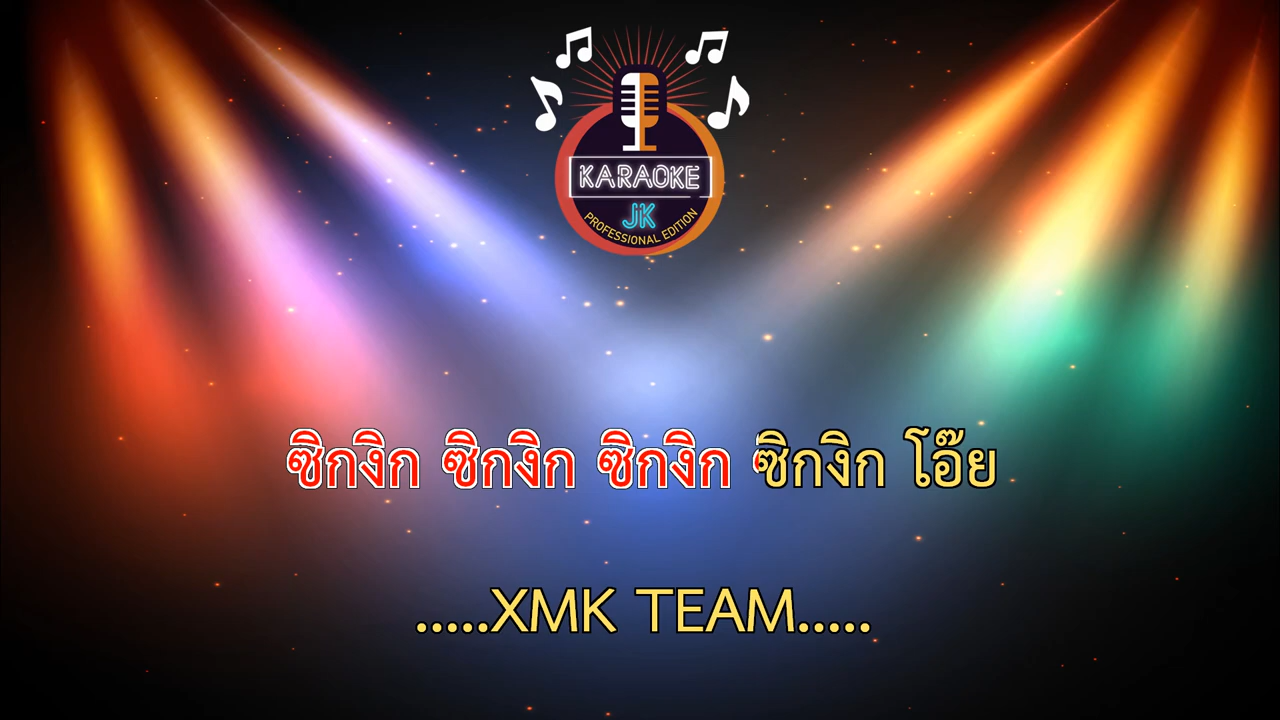 KARAOKE
JK
PROFESSIONAL EDITION
ซิกงิก ซิกงิก ซิกงิก ซิกงิก โอ๊ย
.....XMK TEAM.....